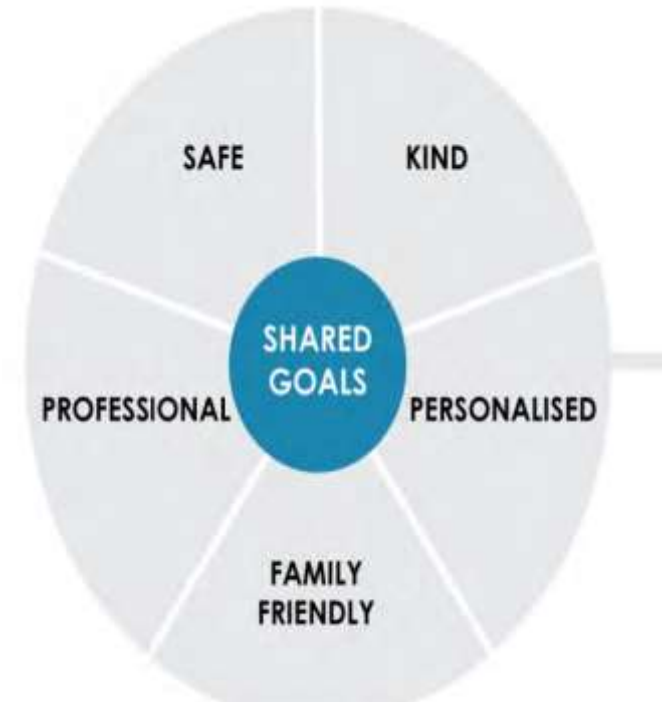 SAFE
KIND
SHARED
GOALS
PROFESSIONAL
PERSONALISED
FAMILY
FRIENDLY